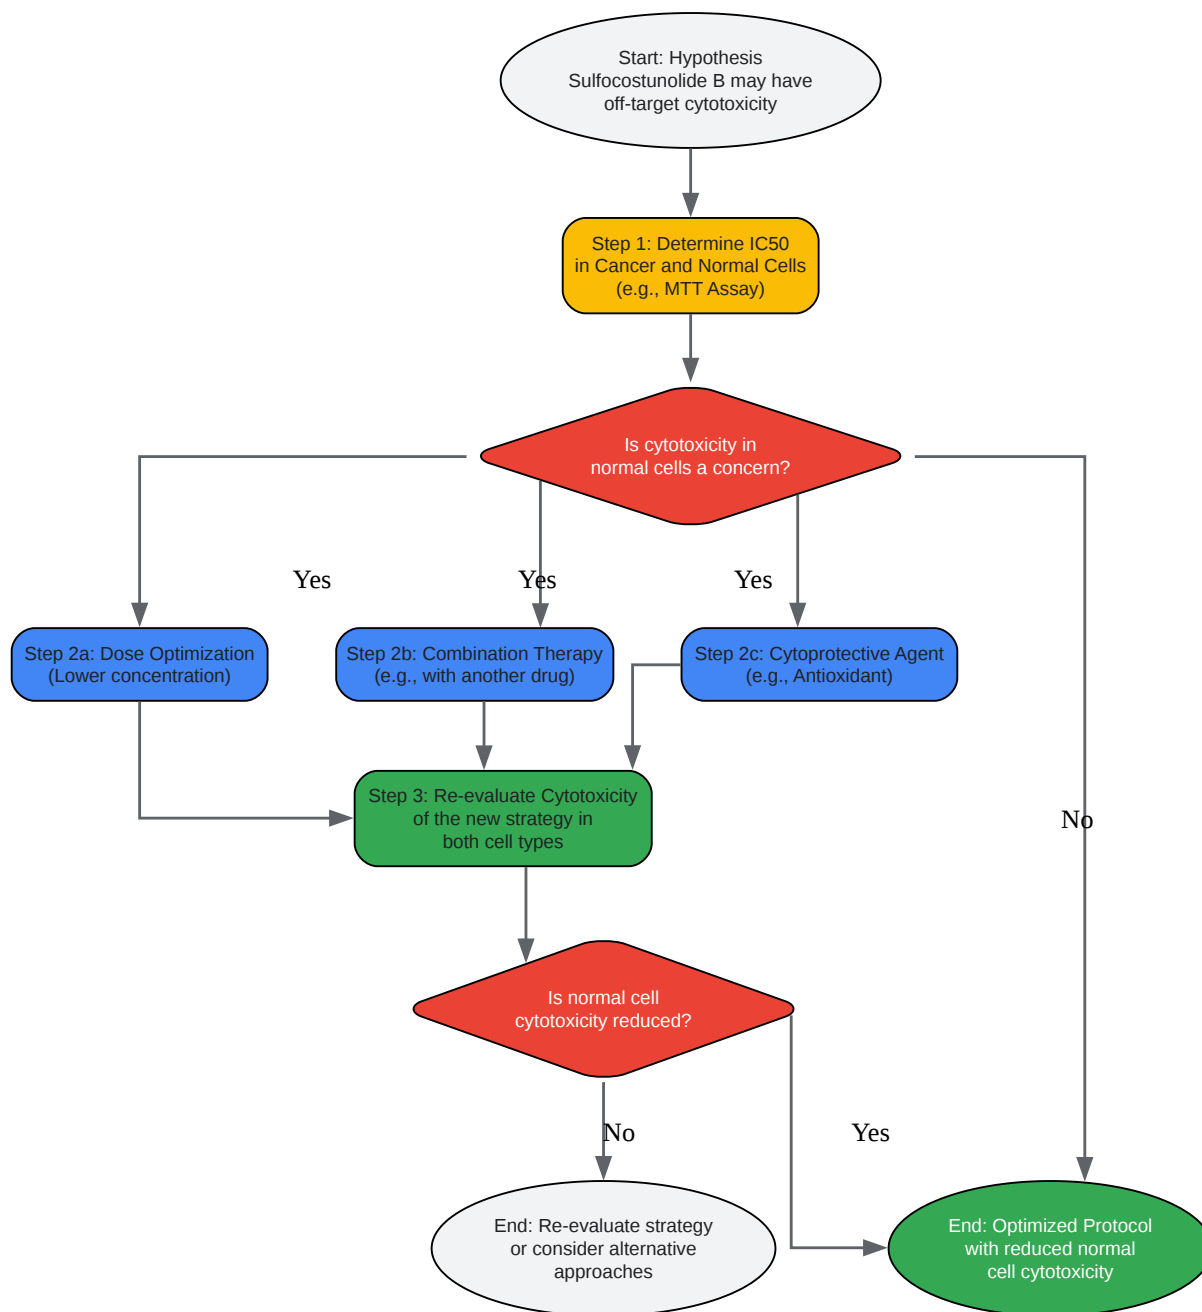 Start: Hypothesis
Sulfocostunolide B may have
off-target cytotoxicity
Step 1: Determine IC50
in Cancer and Normal Cells
(e.g., MTT Assay)
Is cytotoxicity in
normal cells a concern?
Yes
Yes
Yes
Step 2a: Dose Optimization
(Lower concentration)
Step 2b: Combination Therapy
(e.g., with another drug)
Step 2c: Cytoprotective Agent
(e.g., Antioxidant)
Step 3: Re-evaluate Cytotoxicity
of the new strategy in
both cell types
No
Is normal cell
cytotoxicity reduced?
No
Yes
End: Re-evaluate strategy
or consider alternative
approaches
End: Optimized Protocol
with reduced normal
cell cytotoxicity